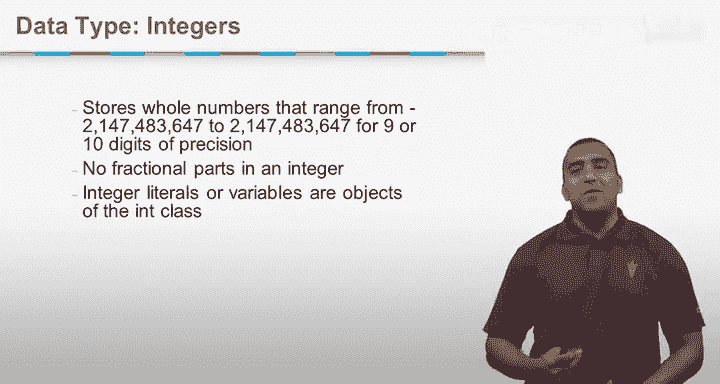 Data Type: Integers
– Stores whole numbers that range from -
2,147,483,647 to 2,147,483,647 for 9 or
10 digits of precision
– No fractional parts in an integer
– Integer literals or variables are objects
of the int class